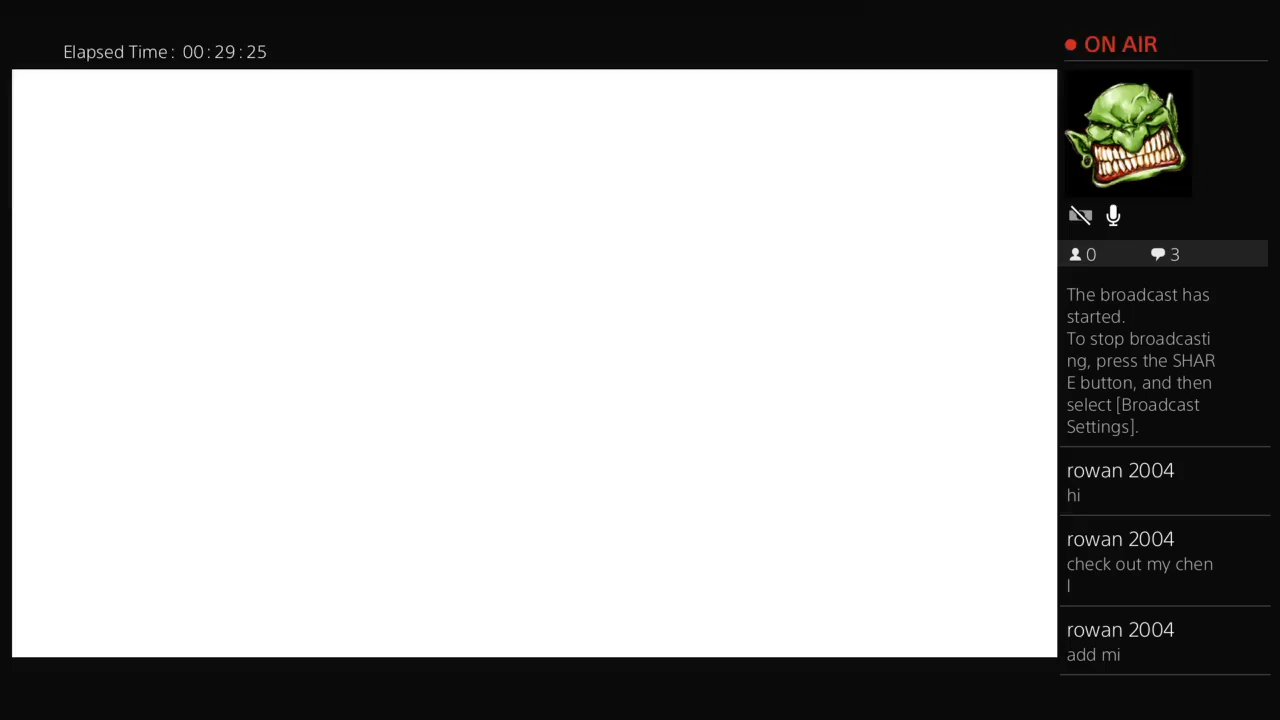 Elapsed Time: 00:29:25
ON AIR
0 3
The broadcast has
started.
To stop broadcasti
ng, press the SHAR
E button, and then
select [Broadcast
Settings].
rowan 2004
hi
rowan 2004
check out my chen
l
rowan 2004
add mi